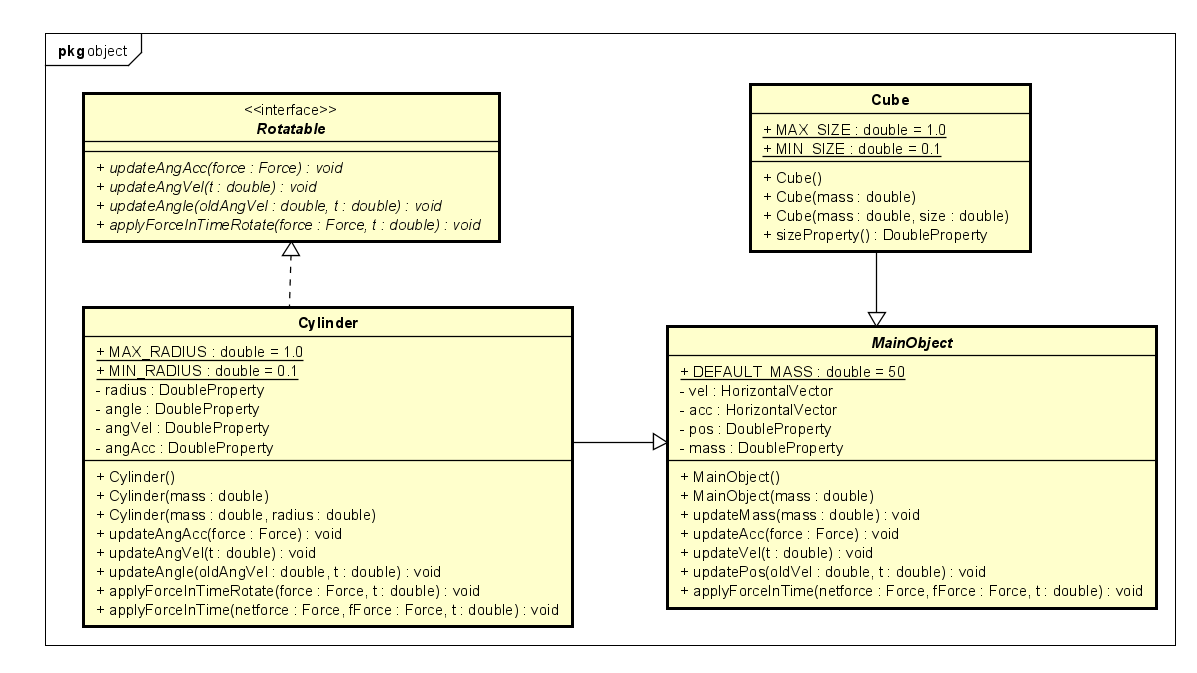 pkg object
<<interface>>
Rotatable
+ updateAngAcc(force : Force) : void
+ updateAngVel(t : double) : void
+ updateAngle(oldAngVel : double, t : double) : void
+ applyForceInTimeRotate(force : Force, t : double) : void
Cube
+ MAX_SIZE : double = 1.0
+ MIN_SIZE : double = 0.1
+ Cube()
+ Cube(mass : double)
+ Cube(mass : double, size : double)
+ sizeProperty() : DoubleProperty
Cylinder
+ MAX_RADIUS : double = 1.0
+ MIN_RADIUS : double = 0.1
- radius : DoubleProperty
- angle : DoubleProperty
- angVel : DoubleProperty
- angAcc : DoubleProperty
+ Cylinder()
+ Cylinder(mass : double)
+ Cylinder(mass : double, radius : double)
+ updateAngAcc(force : Force) : void
+ updateAngVel(t : double) : void
+ updateAngle(oldAngVel : double, t : double) : void
+ applyForceInTimeRotate(force : Force, t : double) : void
+ applyForceInTime(netforce : Force, fForce : Force, t : double) : void
MainObject
+ DEFAULT_MASS : double = 50
- vel : HorizontalVector
- acc : HorizontalVector
- pos : DoubleProperty
- mass : DoubleProperty
+ MainObject()
+ MainObject(mass : double)
+ updateMass(mass : double) : void
+ updateAcc(force : Force) : void
+ updateVel(t : double) : void
+ updatePos(oldVel : double, t : double) : void
+ applyForceInTime(netforce : Force, fForce : Force, t : double) : void